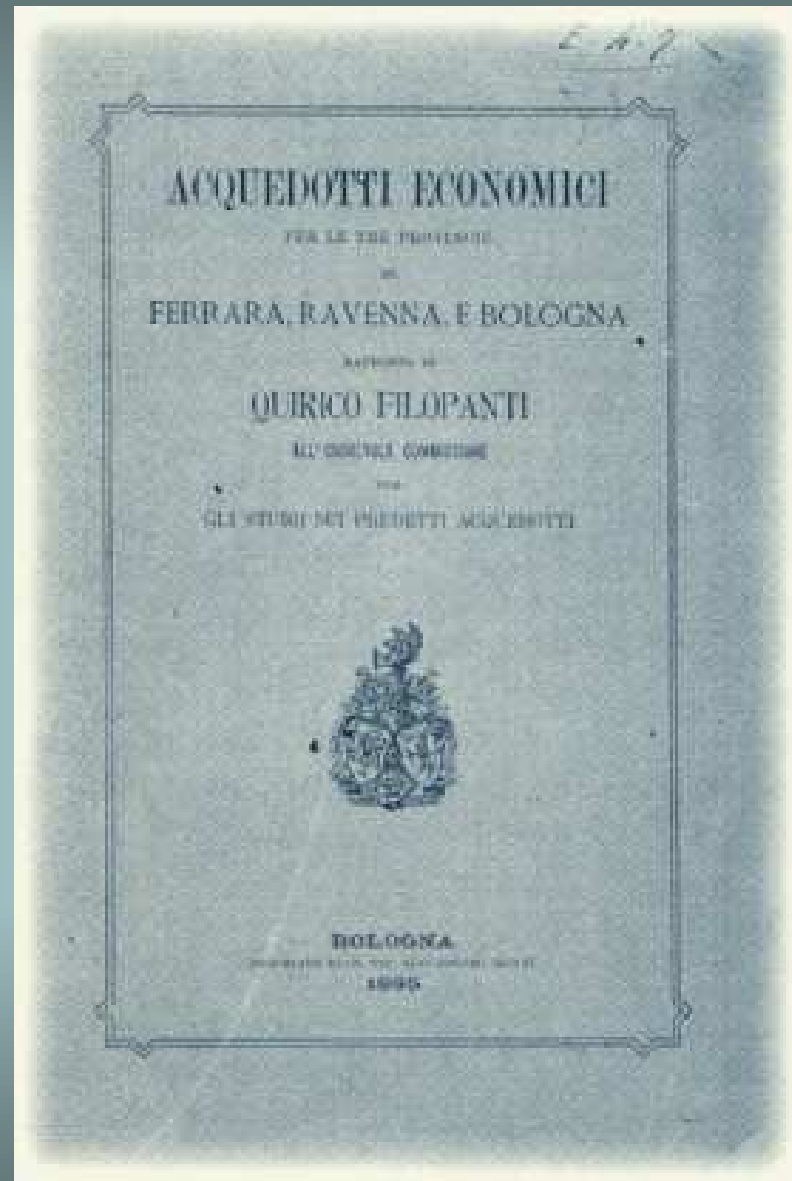 ACQUEDOTTI ECONOMICI
PER LE TRE PROVINCIE
DI
FERRARA, RAVENNA, E BOLOGNA
RAPPORTO DI
QUIRICO FILOPANTI
ALL' ONOREVOLE COMMISSIONE
PER
GLI STUDI DEI PREDETTI ACQUEDOTTI
BOLOGNA